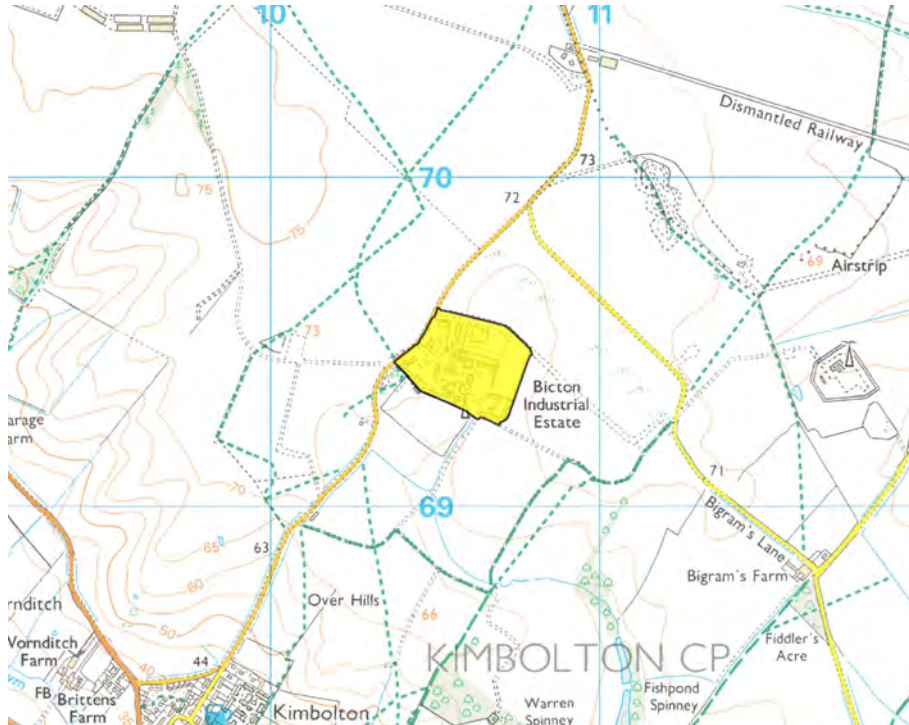 10
11
Dismantled Railway
73
70
72
75
75
69
Airstrip
73
Bicton
Industrial
Estate
arage
arm
70
71
69
Bigram's Lane
63
65
60
Bigram's Farm
Over Hills
66
rnditch
50
Vornditch
Farm
KIMBOLTON CP
Fiddler's
Acre
44
40
FB
Brittens
Farm
Kimbolton
Warren
Spinney
Fishpond
Spinney